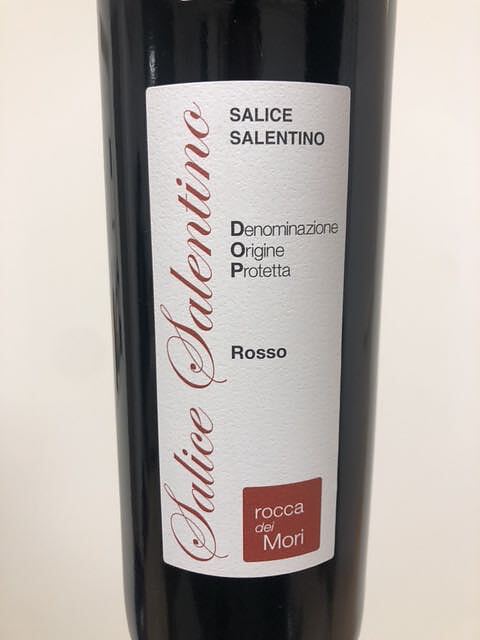 Salice Salentino
SALICE
SALENTINO
Denominazione
Origine
Protetta
Rosso
rocca
dei
Mori